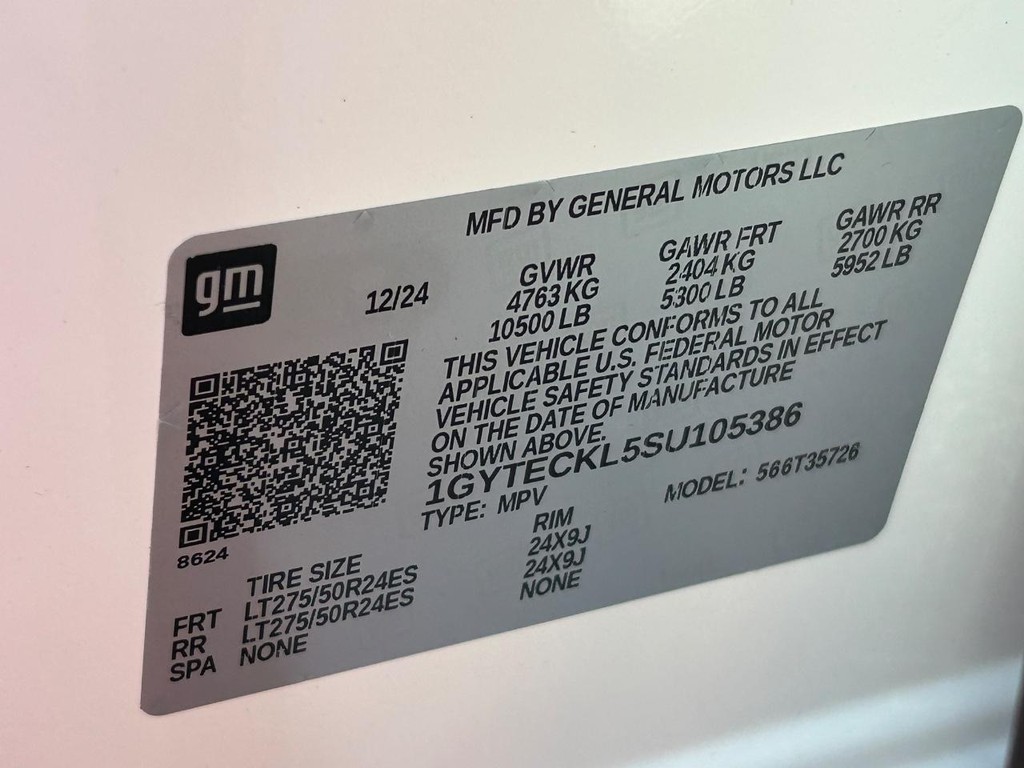 MFD BY GENERAL MOTORS LLC
gm
12/24
GVWR GAWR FRT GAWR RR
4763 KG 2404 KG 2700 KG
10500 LB 5300 LB 5952 LB
THIS VEHICLE CONFORMS TO ALL
APPLICABLE U.S. FEDERAL MOTOR
VEHICLE SAFETY STANDARDS IN EFFECT
ON THE DATE OF MANUFACTURE
SHOWN ABOVE.
1GYTECKL5SU105386
TYPE: MPV MODEL: 566T35726
8624
TIRE SIZE RIM
FRT LT275/50R24ES 24X9J
RR LT275/50R24ES 24X9J
SPA NONE NONE